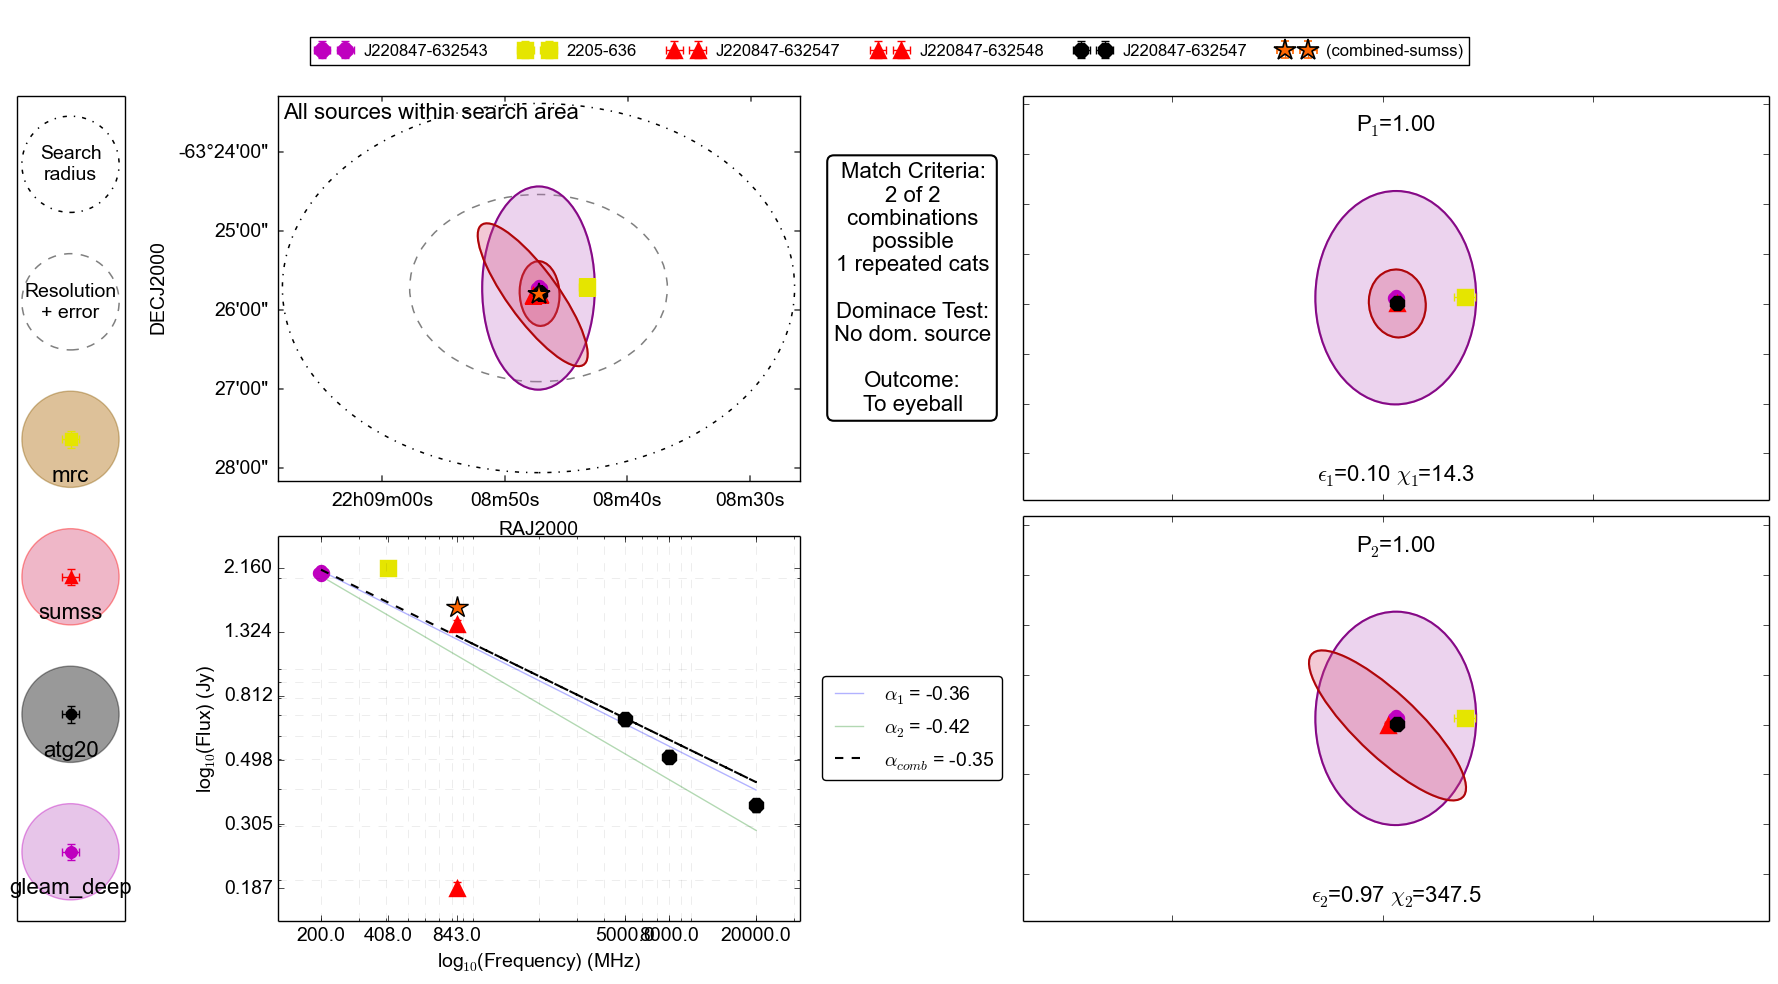 J220847-632543 2205-636 J220847-632547 J220847-632548 J220847-632547 (combined-sumss)
Search
radius
Resolution
+ error
mrc
sumss
atg20
gleam_deep
All sources within search area
DECJ2000
-63°24'00"
25'00"
26'00"
27'00"
28'00"
22h09m00s 08m50s 08m40s 08m30s
RAJ2000
Match Criteria:
2 of 2
combinations
possible
1 repeated cats
Dominace Test:
No dom. source
Outcome:
To eyeball
P₁=1.00
ϵ₁=0.10 χ₁=14.3
log₁₀(Flux) (Jy)
2.160
1.324
0.812
0.498
0.305
0.187
200.0 408.0 843.0 5000.0 8000.0 20000.0
log₁₀(Frequency) (MHz)
α₁ = -0.36
α₂ = -0.42
α_comb = -0.35
P₂=1.00
ϵ₂=0.97 χ₂=347.5